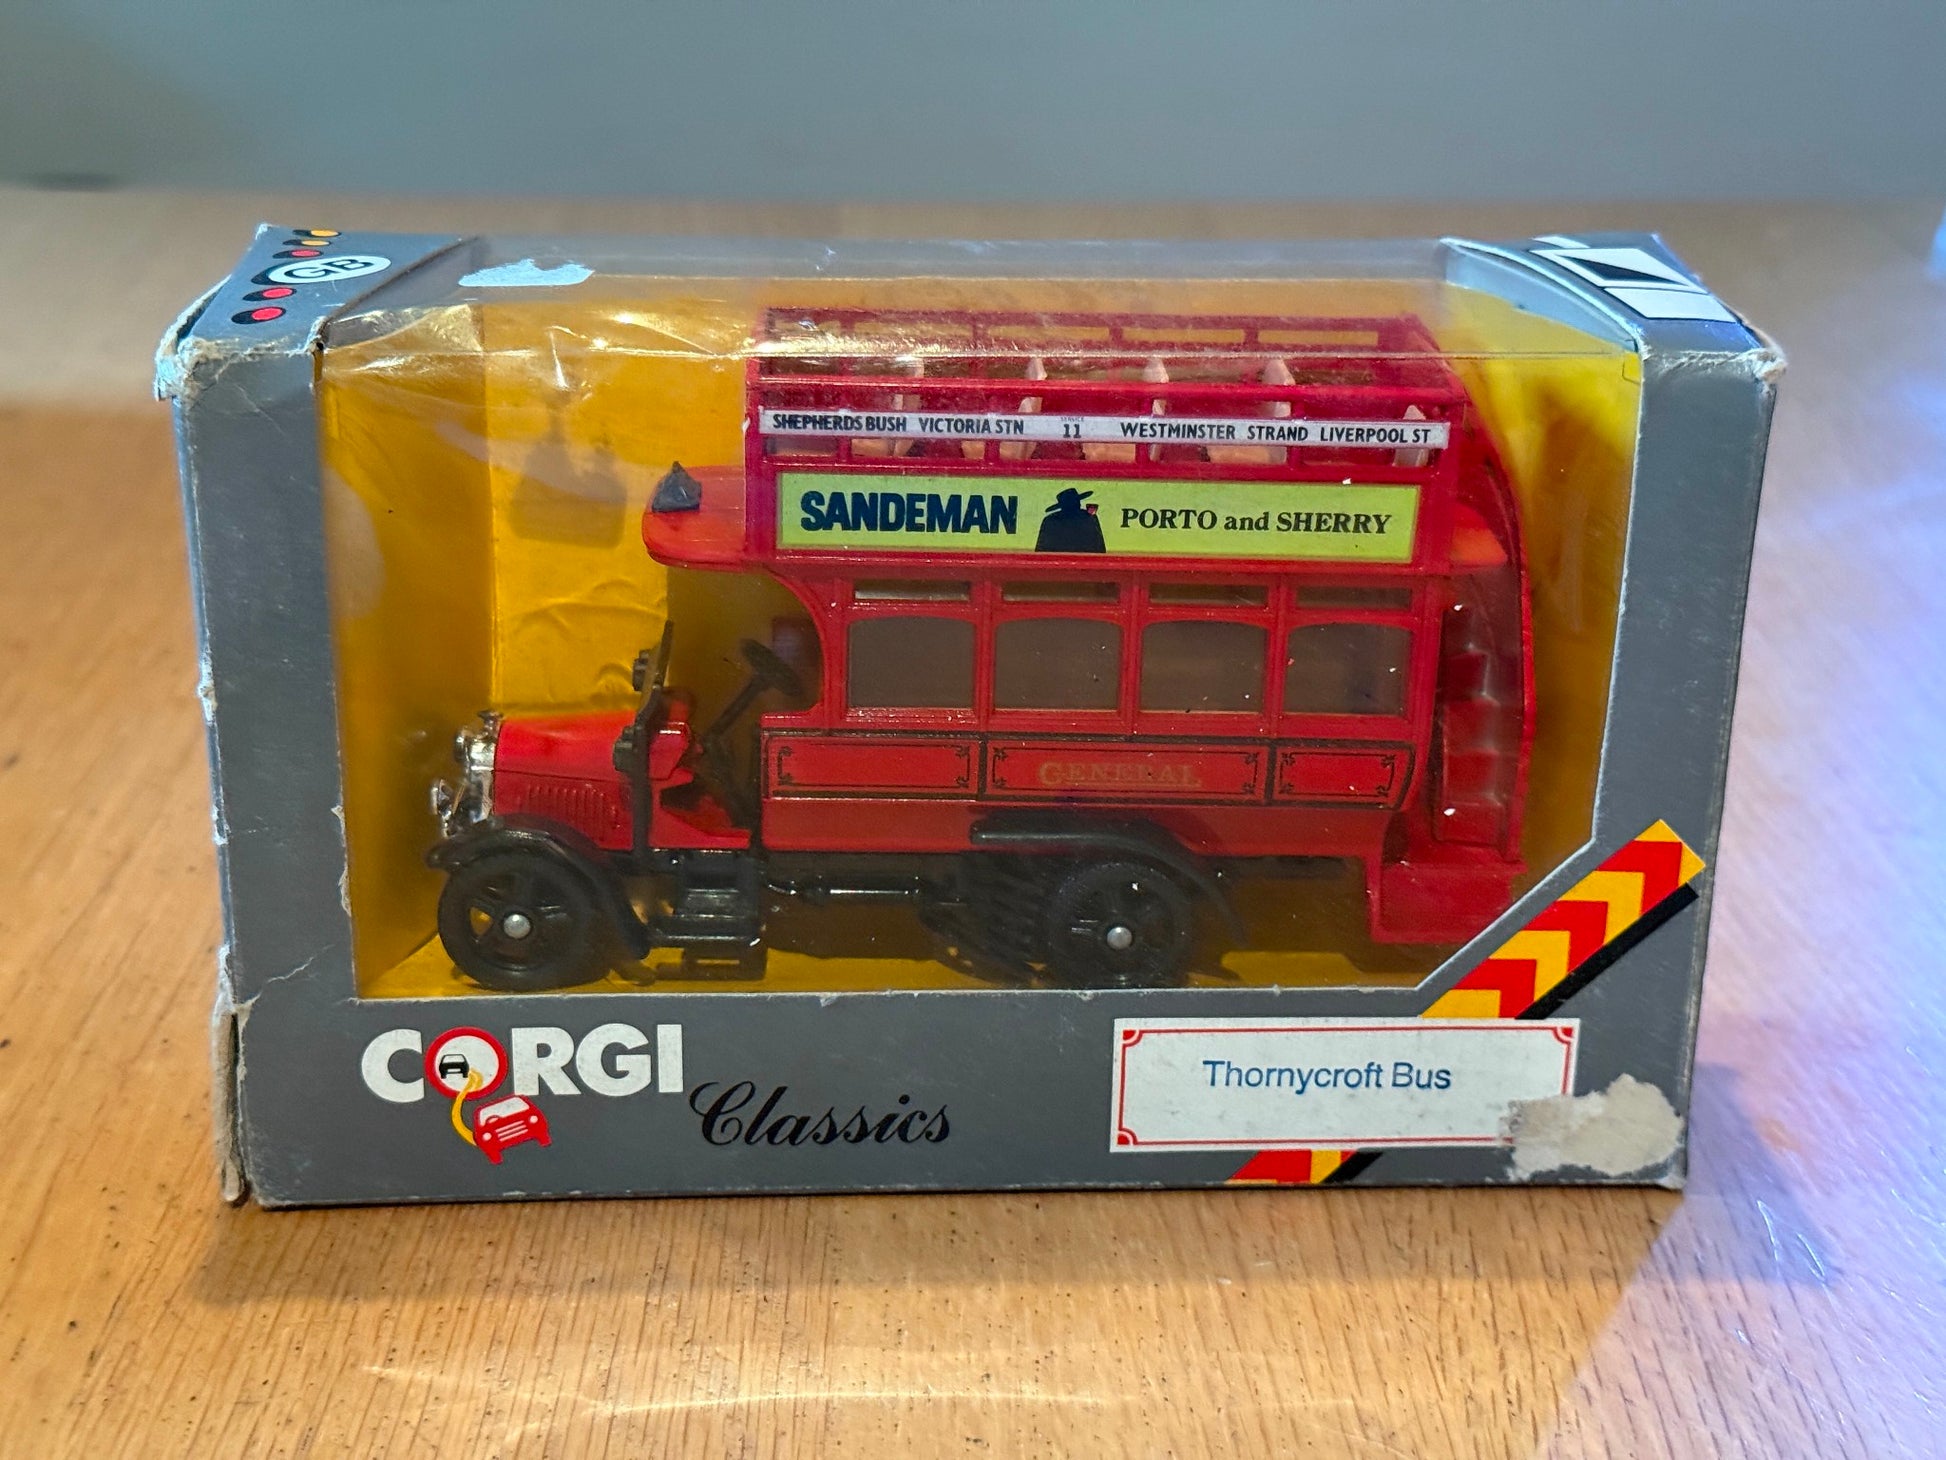 GB
SHEPHERDS BUSH VICTORIA STN SERVICE 11 WESTMINSTER STRAND LIVERPOOL ST
SANDEMAN PORTO and SHERRY
GENERAL
CORGI
Classics
Thornycroft Bus